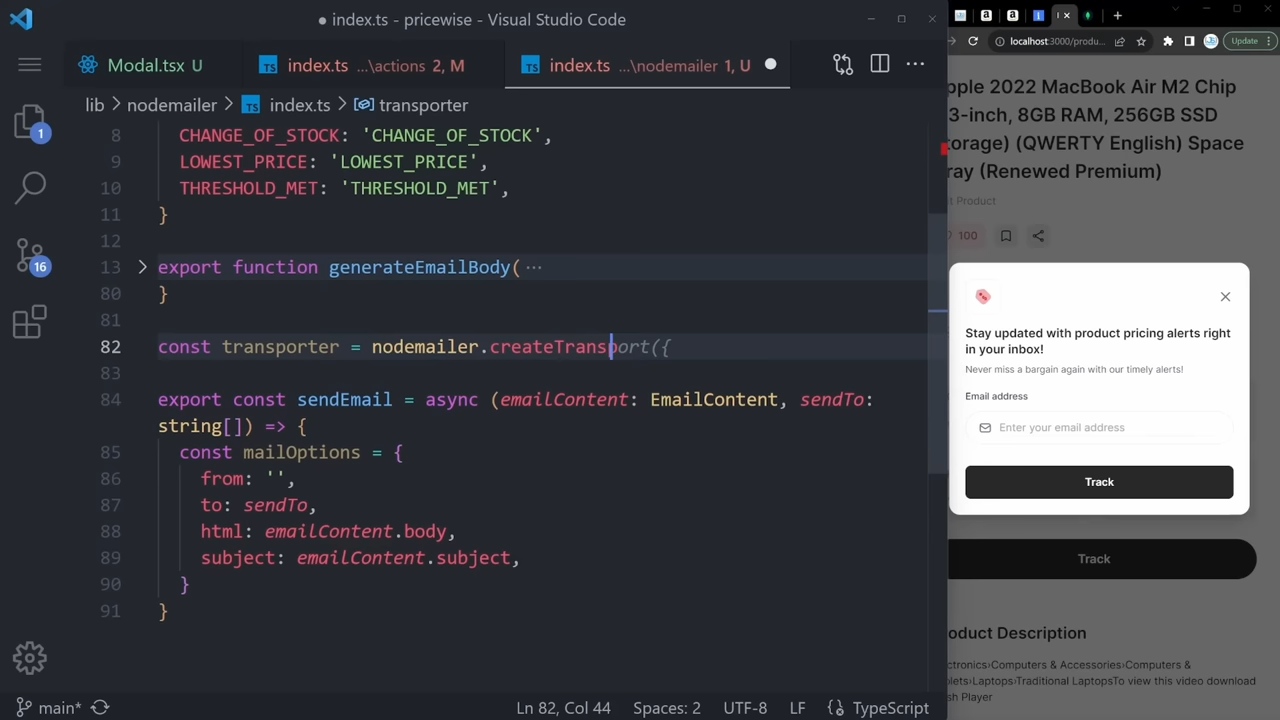 index.ts - pricewise - Visual Studio Code
Modal.tsx U
index.ts ...\actions 2, M
index.ts ...\nodemailer 1, U
lib > nodemailer > index.ts > transporter
8 CHANGE_OF_STOCK: 'CHANGE_OF_STOCK',
9 LOWEST_PRICE: 'LOWEST_PRICE',
10 THRESHOLD_MET: 'THRESHOLD_MET',
11 }
12
13 export function generateEmailBody( ···
80 }
81
82 const transporter = nodemailer.createTransport({
83
84 export const sendEmail = async (emailContent: EmailContent, sendTo:
string[]) => {
85 const mailOptions = {
86 from: '',
87 to: sendTo,
88 html: emailContent.body,
89 subject: emailContent.subject,
90 }
91 }
1
16
main*
Ln 82, Col 44
Spaces: 2
UTF-8
LF
TypeScript
localhost:3000/produ...
Update
pple 2022 MacBook Air M2 Chip
3-inch, 8GB RAM, 256GB SSD
torage) (QWERTY English) Space
ray (Renewed Premium)
it Product
100
Stay updated with product pricing alerts right
in your inbox!
Never miss a bargain again with our timely alerts!
Email address
Enter your email address
Track
Track
oduct Description
ctronics›Computers & Accessories›Computers &
blets›Laptops›Traditional LaptopsTo view this video download
sh Player